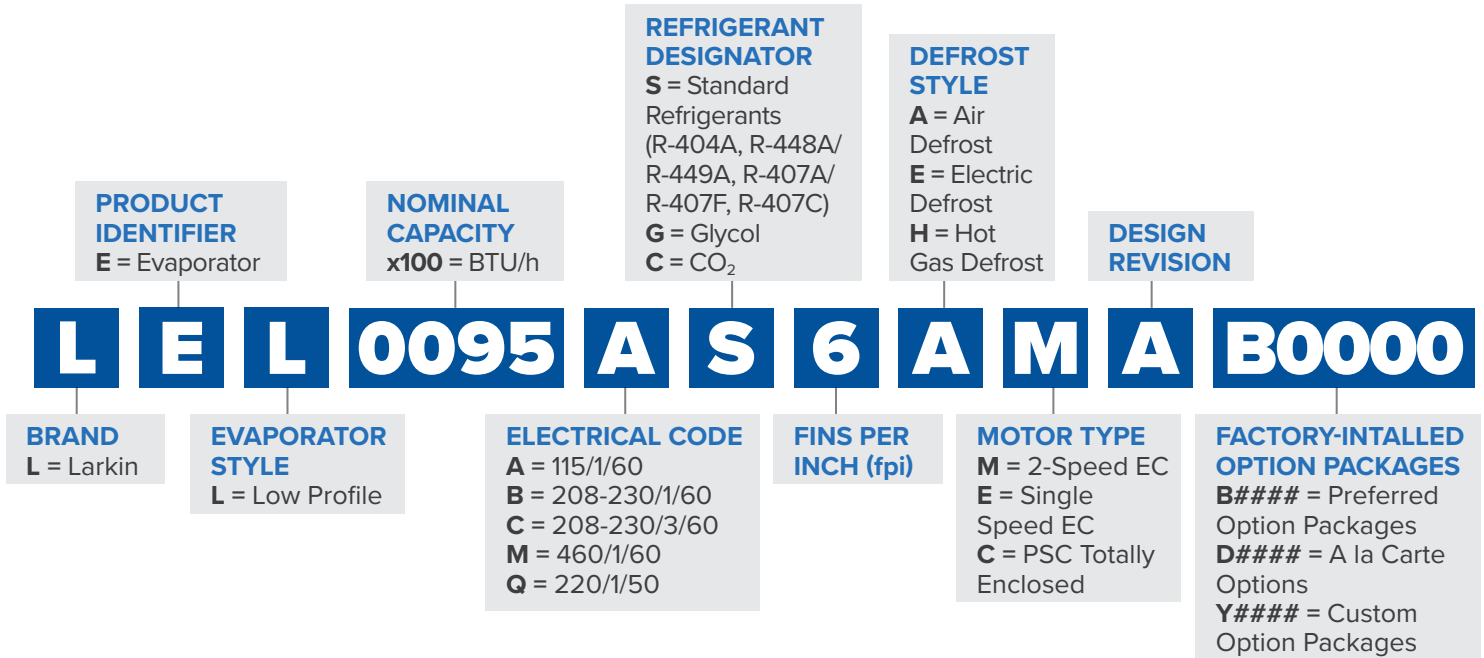 REFRIGERANT
DESIGNATOR
S = Standard
Refrigerants
(R-404A, R-448A/
R-449A, R-407A/
R-407F, R-407C)
G = Glycol
C = CO₂
DEFROST
STYLE
A = Air
Defrost
E = Electric
Defrost
H = Hot
Gas Defrost
PRODUCT
IDENTIFIER
E = Evaporator
NOMINAL
CAPACITY
x100 = BTU/h
DESIGN
REVISION
L E L 0095 A S 6 A M A B0000
BRAND
L = Larkin
EVAPORATOR
STYLE
L = Low Profile
ELECTRICAL CODE
A = 115/1/60
B = 208-230/1/60
C = 208-230/3/60
M = 460/1/60
Q = 220/1/50
FINS PER
INCH (fpi)
MOTOR TYPE
M = 2-Speed EC
E = Single
Speed EC
C = PSC Totally
Enclosed
FACTORY-INTALLED
OPTION PACKAGES
B#### = Preferred
Option Packages
D#### = A la Carte
Options
Y#### = Custom
Option Packages